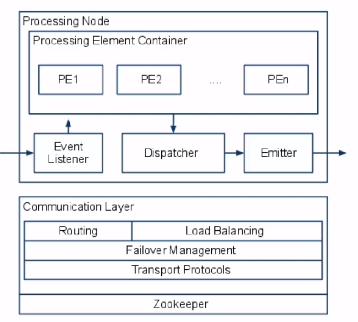 Processing Node
Processing Element Container
PE1 PE2 .... PEn
Event
Listener
Dispatcher
Emitter
Communication Layer
Routing Load Balancing
Failover Management
Transport Protocols
Zookeeper